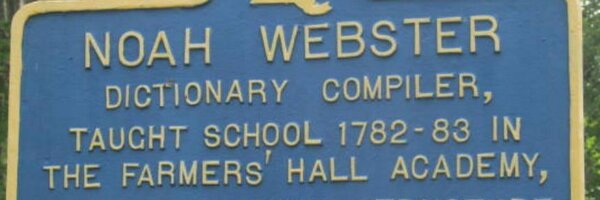 NOAH WEBSTER
DICTIONARY COMPILER,
TAUGHT SCHOOL 1782-83 IN
THE FARMERS' HALL ACADEMY,